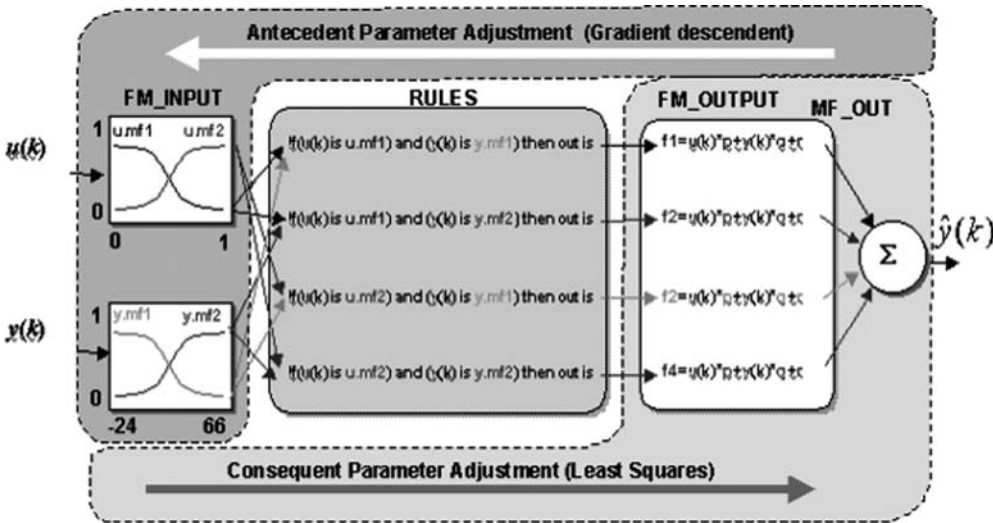 Antecedent Parameter Adjustment (Gradient descendent)
FM_INPUT
RULES
FM_OUTPUT
MF_OUT
u(k)
1
u.mf1 u.mf2
0
0 1
y(k)
1
y.mf1 y.mf2
0
-24 66
If(u(k) is u.mf1) and (y(k) is y.mf1) then out is
If(u(k) is u.mf1) and (y(k) is y.mf2) then out is
If(u(k) is u.mf2) and (y(k) is y.mf1) then out is
If(u(k) is u.mf2) and (y(k) is y.mf2) then out is
f1=u(k)*p+y(k)*q+c
f2=u(k)*p+y(k)*q+c
f2=u(k)*p+y(k)*q+c
f4=u(k)*p+y(k)*q+c
Σ
ŷ(k)
Consequent Parameter Adjustment (Least Squares)